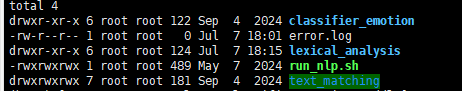 total 4
drwxr-xr-x 6 root root 122 Sep  4  2024 classifier_emotion
-rw-r--r-- 1 root root   0 Jul  7 18:01 error.log
drwxr-xr-x 6 root root 124 Jul  7 18:15 lexical_analysis
-rwxrwxrwx 1 root root 489 May  7  2024 run_nlp.sh
drwxrwxrwx 7 root root 181 Sep  4  2024 text_matching